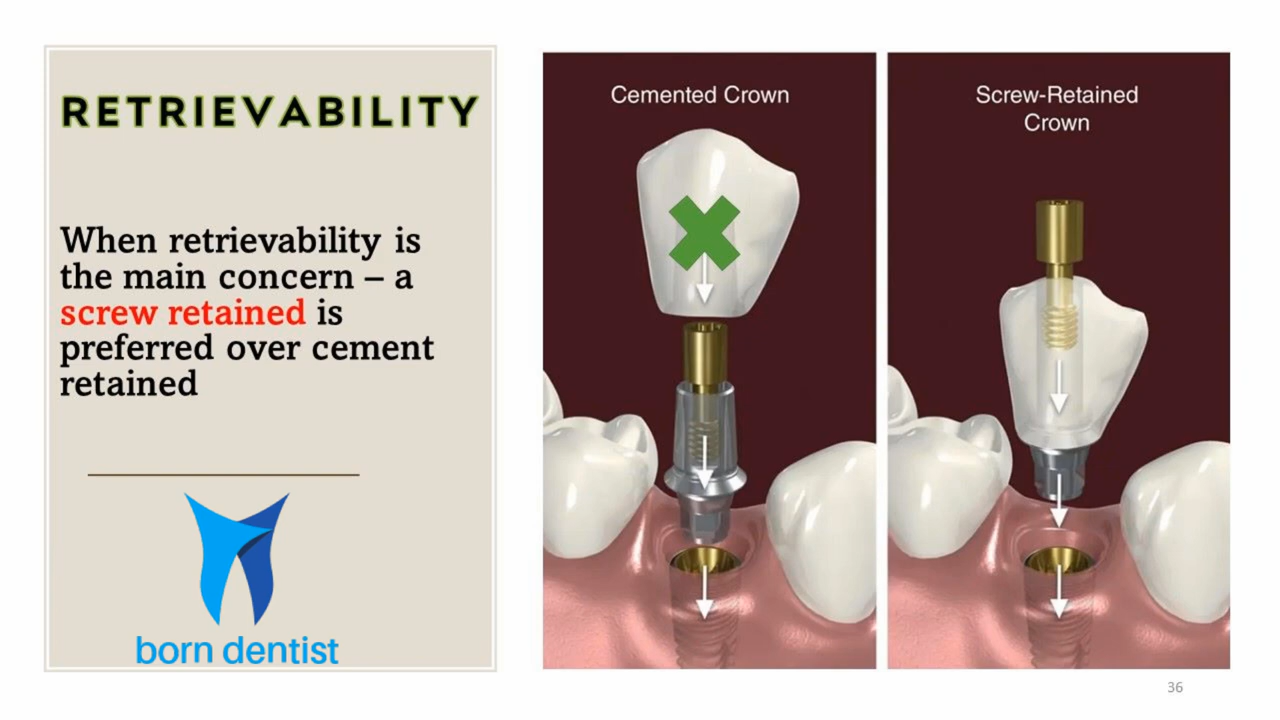 RETRIEVABILITY
When retrievability is
the main concern – a
screw retained is
preferred over cement
retained
born dentist
Cemented Crown
Screw-Retained
Crown
36